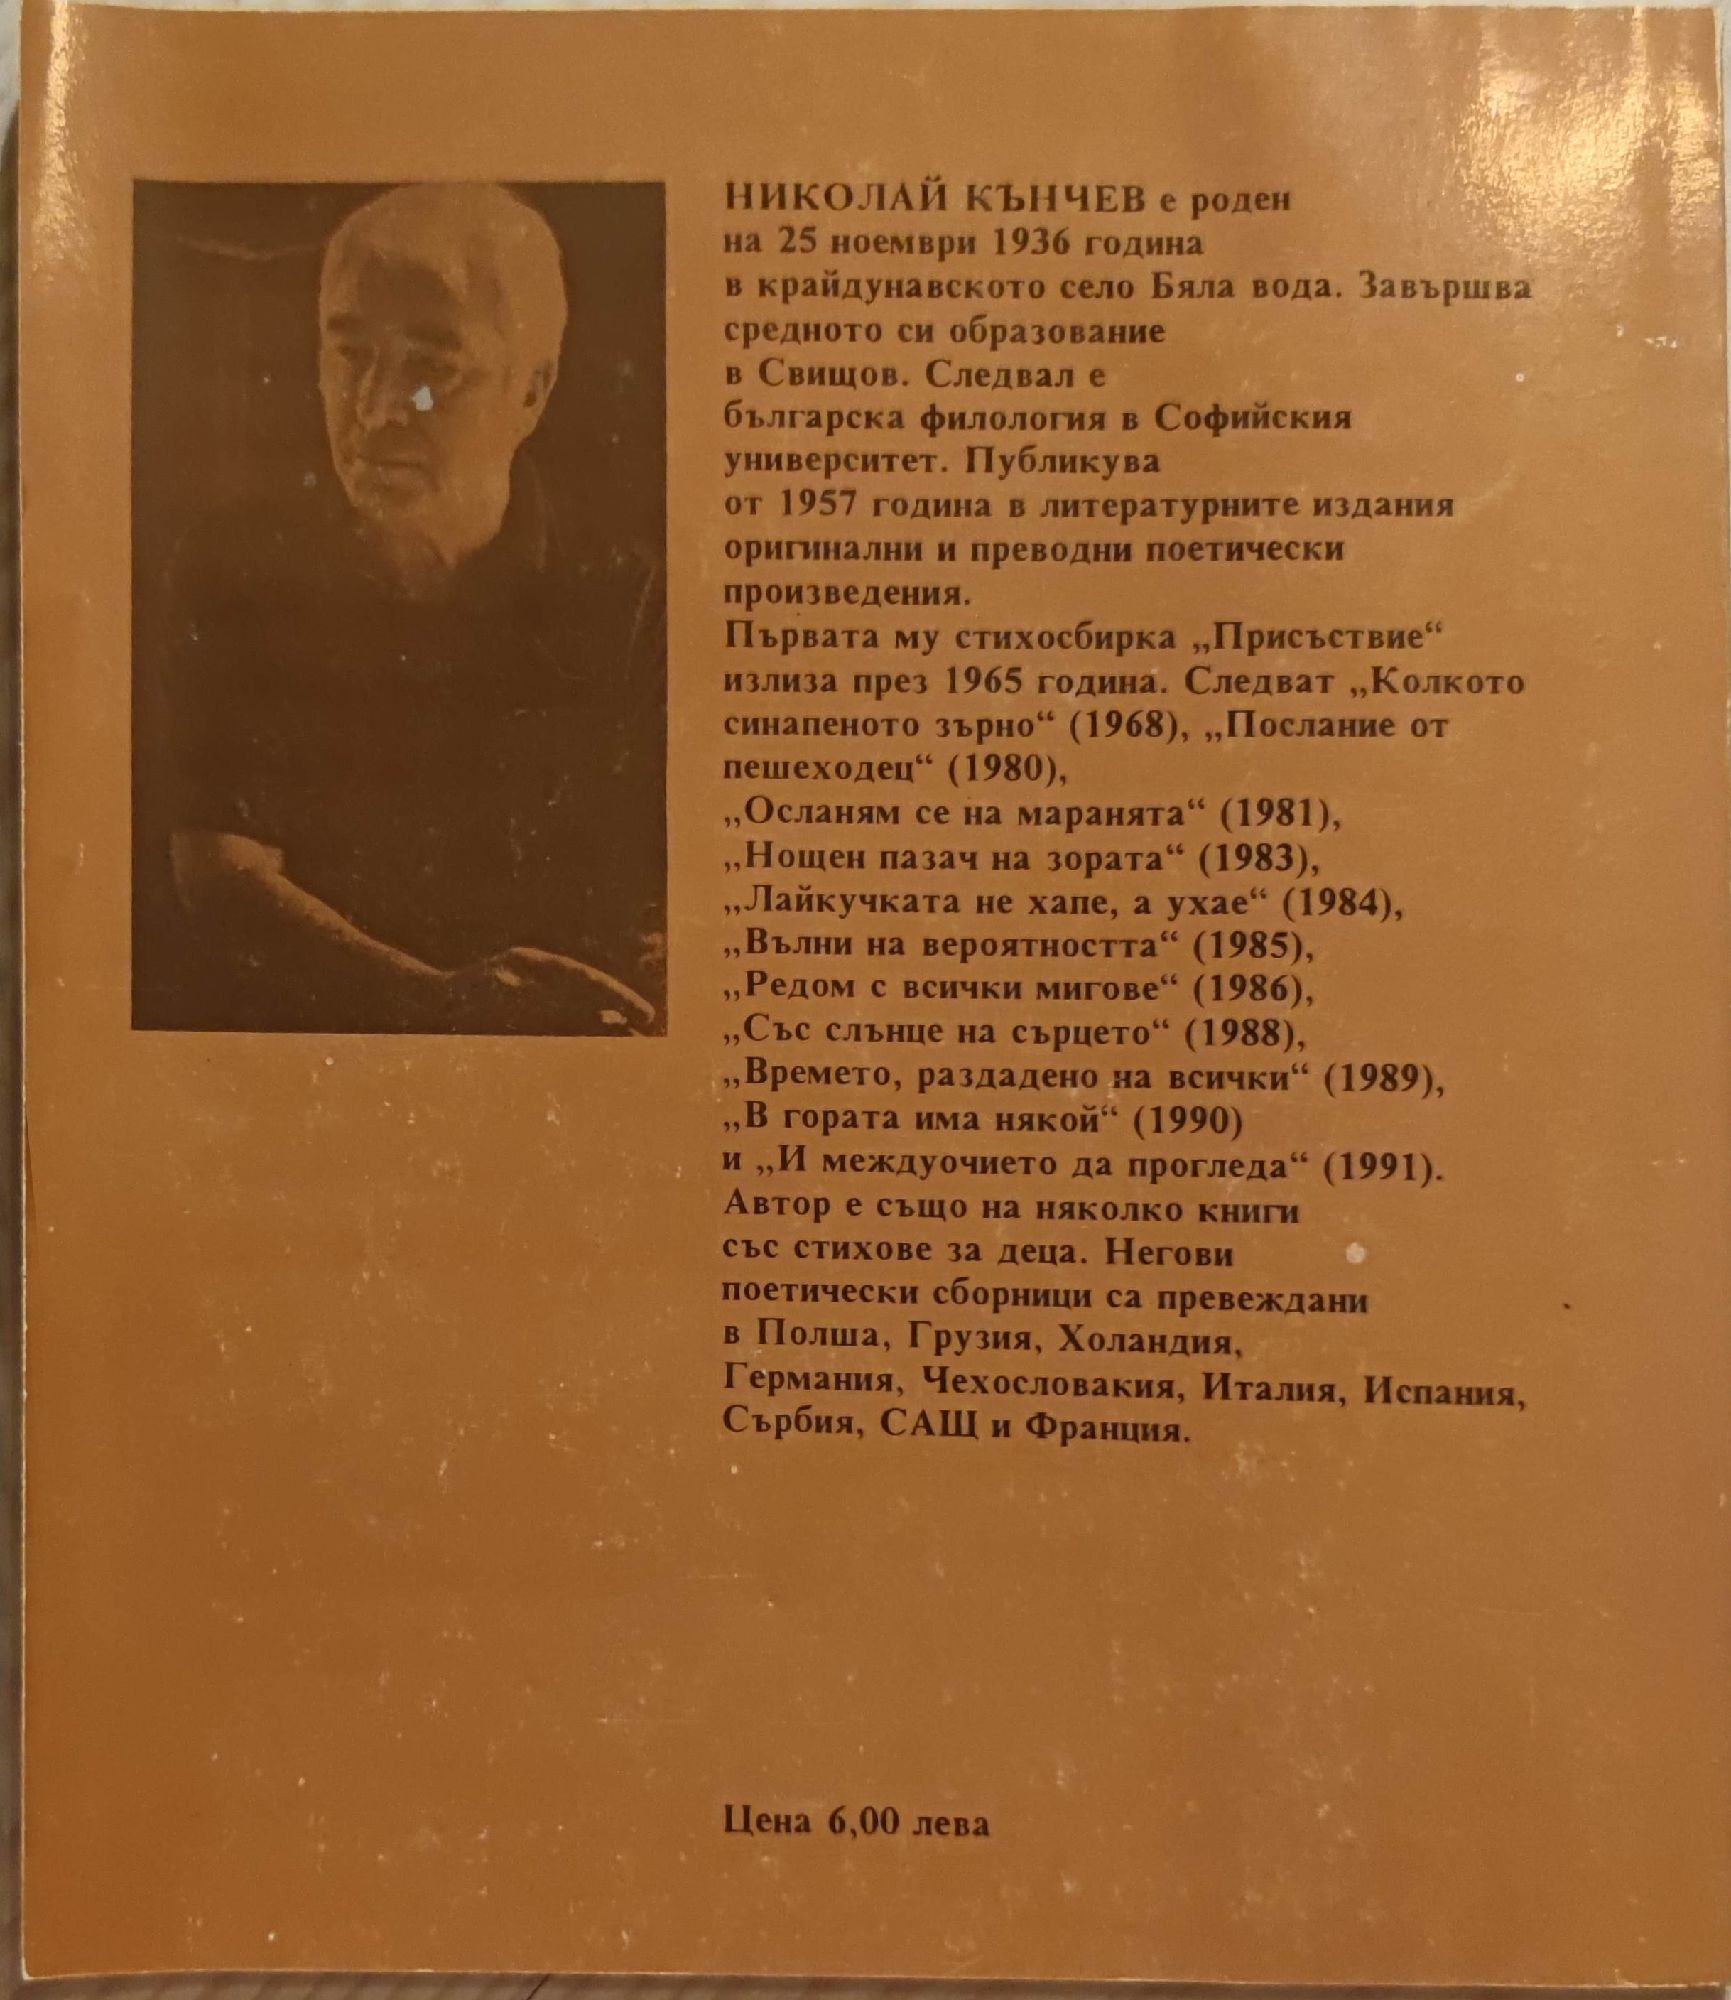 НИКОЛАЙ КЪНЧЕВ е роден
на 25 ноември 1936 година
в крайдунавското село Бяла вода. Завършва
средното си образование
в Свищов. Следвал е
българска филология в Софийския
университет. Публикува
от 1957 година в литературните издания
оригинални и преводни поетически
произведения.
Първата му стихосбирка „Присъствие“
излиза през 1965 година. Следват „Колкото
синапеното зърно“ (1968), „Послание от
пешеходец“ (1980),
„Осланям се на маранята“ (1981),
„Нощен пазач на зората“ (1983),
„Лайкучката не хапе, а ухае“ (1984),
„Вълни на вероятността“ (1985),
„Редом с всички мигове“ (1986),
„Със слънце на сърцето“ (1988),
„Времето, раздадено на всички“ (1989),
„В гората има някой“ (1990)
и „И междуочието да прогледа“ (1991).
Автор е също на няколко книги
със стихове за деца. Негови
поетически сборници са превеждани
в Полша, Грузия, Холандия,
Германия, Чехословакия, Италия, Испания,
Сърбия, САЩ и Франция.
Цена 6,00 лева